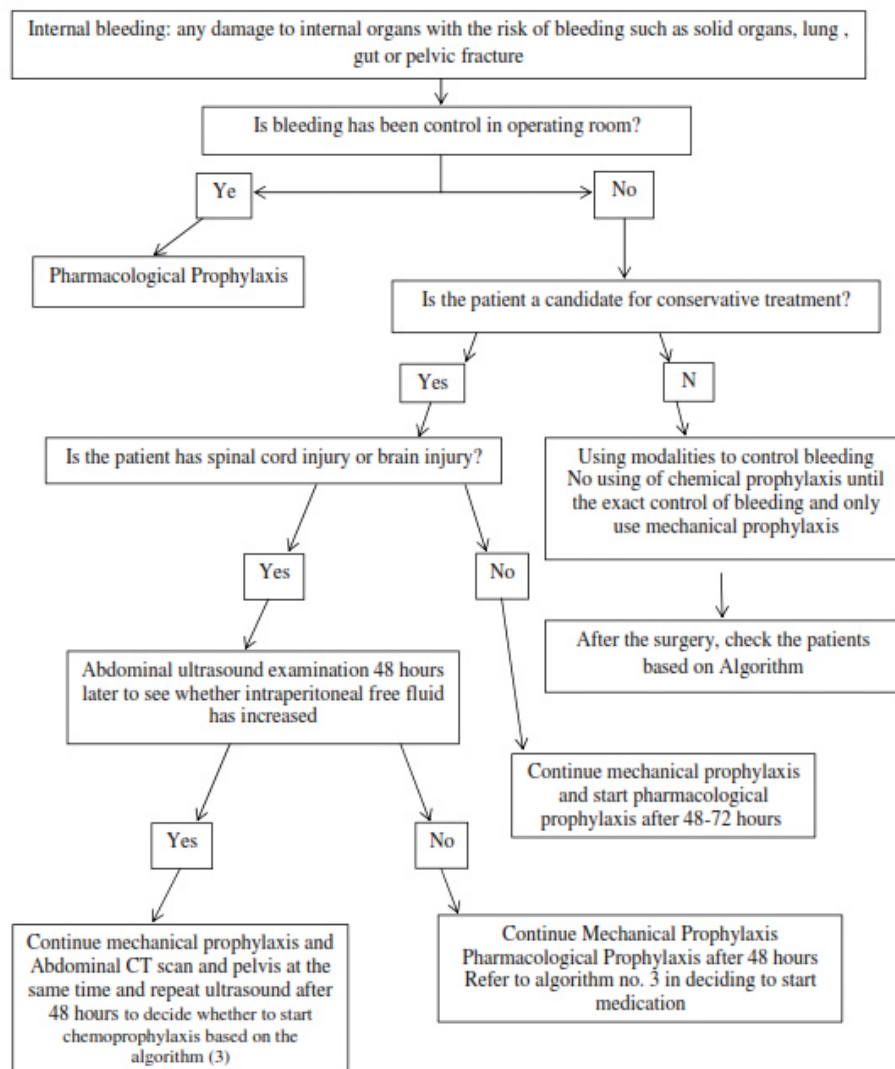 Internal bleeding: any damage to internal organs with the risk of bleeding such as solid organs, lung ,
gut or pelvic fracture
Is bleeding has been control in operating room?
Ye
No
Pharmacological Prophylaxis
Is the patient a candidate for conservative treatment?
Yes
N
Is the patient has spinal cord injury or brain injury?
Using modalities to control bleeding
No using of chemical prophylaxis until
the exact control of bleeding and only
use mechanical prophylaxis
Yes
No
After the surgery, check the patients
based on Algorithm
Abdominal ultrasound examination 48 hours
later to see whether intraperitoneal free fluid
has increased
Continue mechanical prophylaxis
and start pharmacological
prophylaxis after 48-72 hours
Yes
No
Continue mechanical prophylaxis and
Abdominal CT scan and pelvis at the
same time and repeat ultrasound after
48 hours to decide whether to start
chemoprophylaxis based on the
algorithm (3)
Continue Mechanical Prophylaxis
Pharmacological Prophylaxis after 48 hours
Refer to algorithm no. 3 in deciding to start
medication